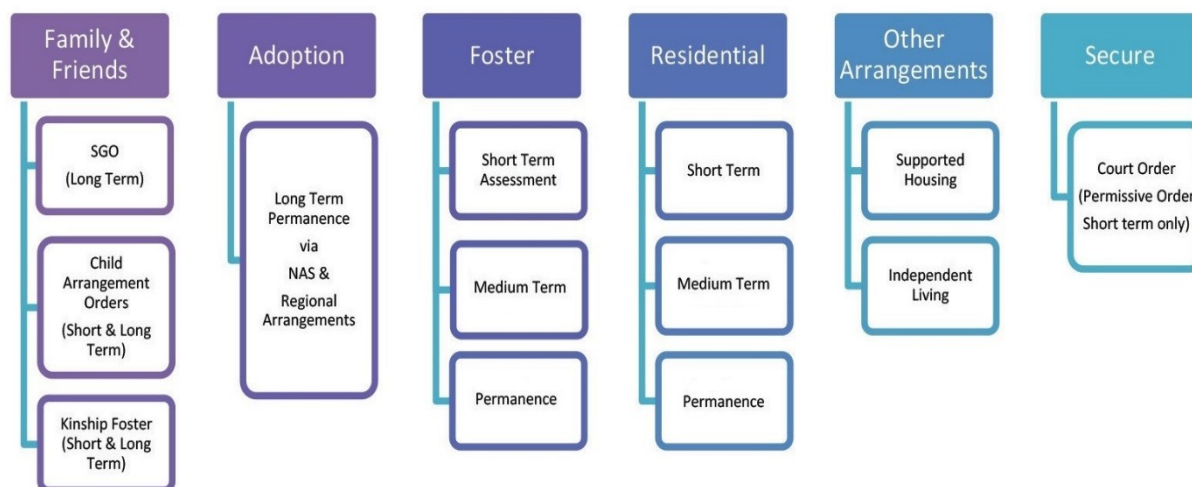 Family &
Friends
SGO
(Long Term)
Child
Arrangement
Orders
(Short & Long
Term)
Kinship Foster
(Short & Long
Term)
Adoption
Long Term
Permanence
via
NAS &
Regional
Arrangements
Foster
Short Term
Assessment
Medium Term
Permanence
Residential
Short Term
Medium Term
Permanence
Other
Arrangements
Supported
Housing
Independent
Living
Secure
Court Order
(Permissive Order
Short term only)